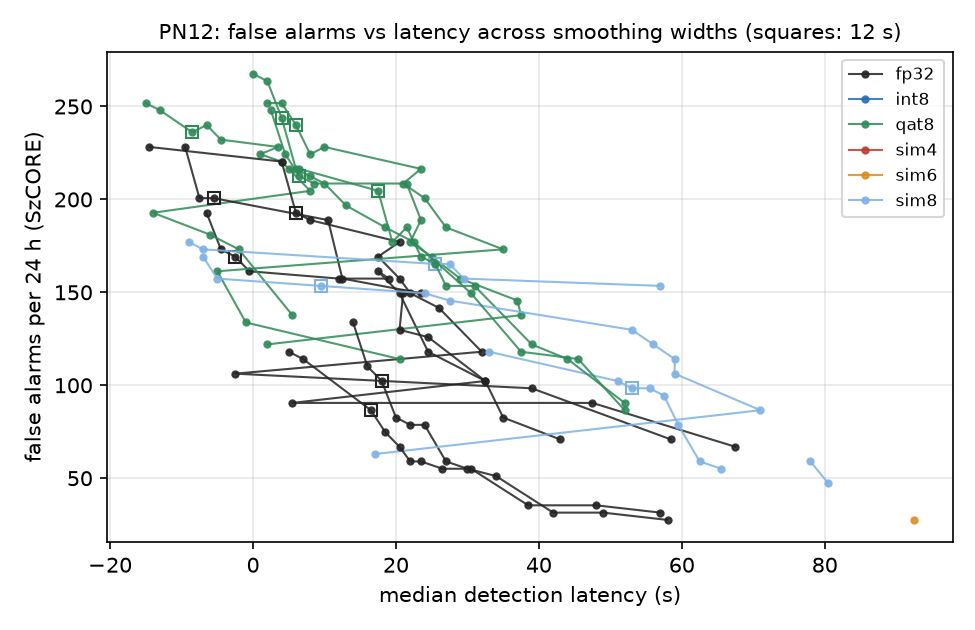 PN12: false alarms vs latency across smoothing widths (squares: 12 s)
false alarms per 24 h (SzCORE)
250
200
150
100
50
fp32
int8
qat8
sim4
sim6
sim8
−20
0
20
40
60
80
median detection latency (s)